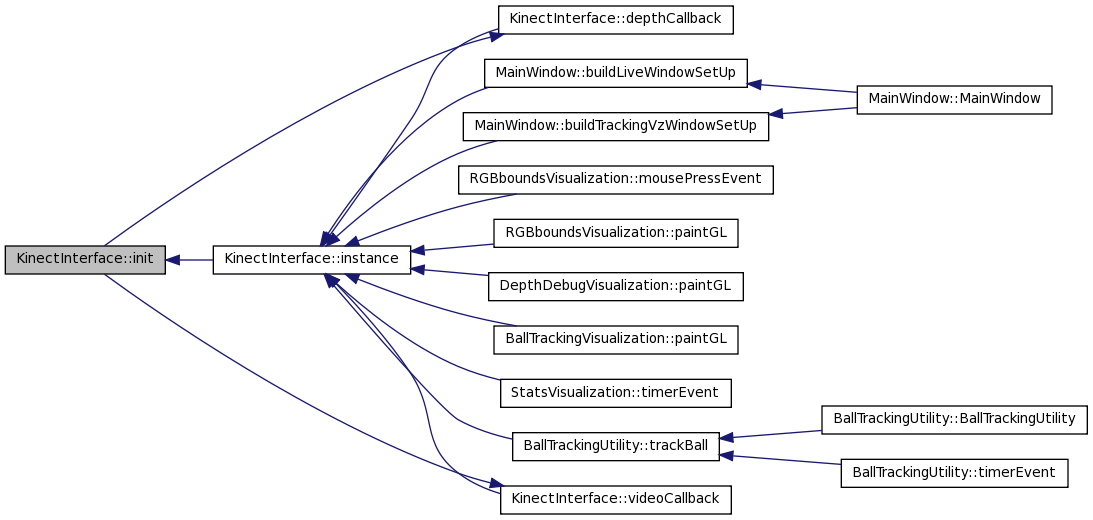 KinectInterface::depthCallback
MainWindow::buildLiveWindowSetUp
MainWindow::MainWindow
MainWindow::buildTrackingVzWindowSetUp
RGBboundsVisualization::mousePressEvent
RGBboundsVisualization::paintGL
KinectInterface::init
KinectInterface::instance
DepthDebugVisualization::paintGL
BallTrackingVisualization::paintGL
StatsVisualization::timerEvent
BallTrackingUtility::BallTrackingUtility
BallTrackingUtility::trackBall
BallTrackingUtility::timerEvent
KinectInterface::videoCallback